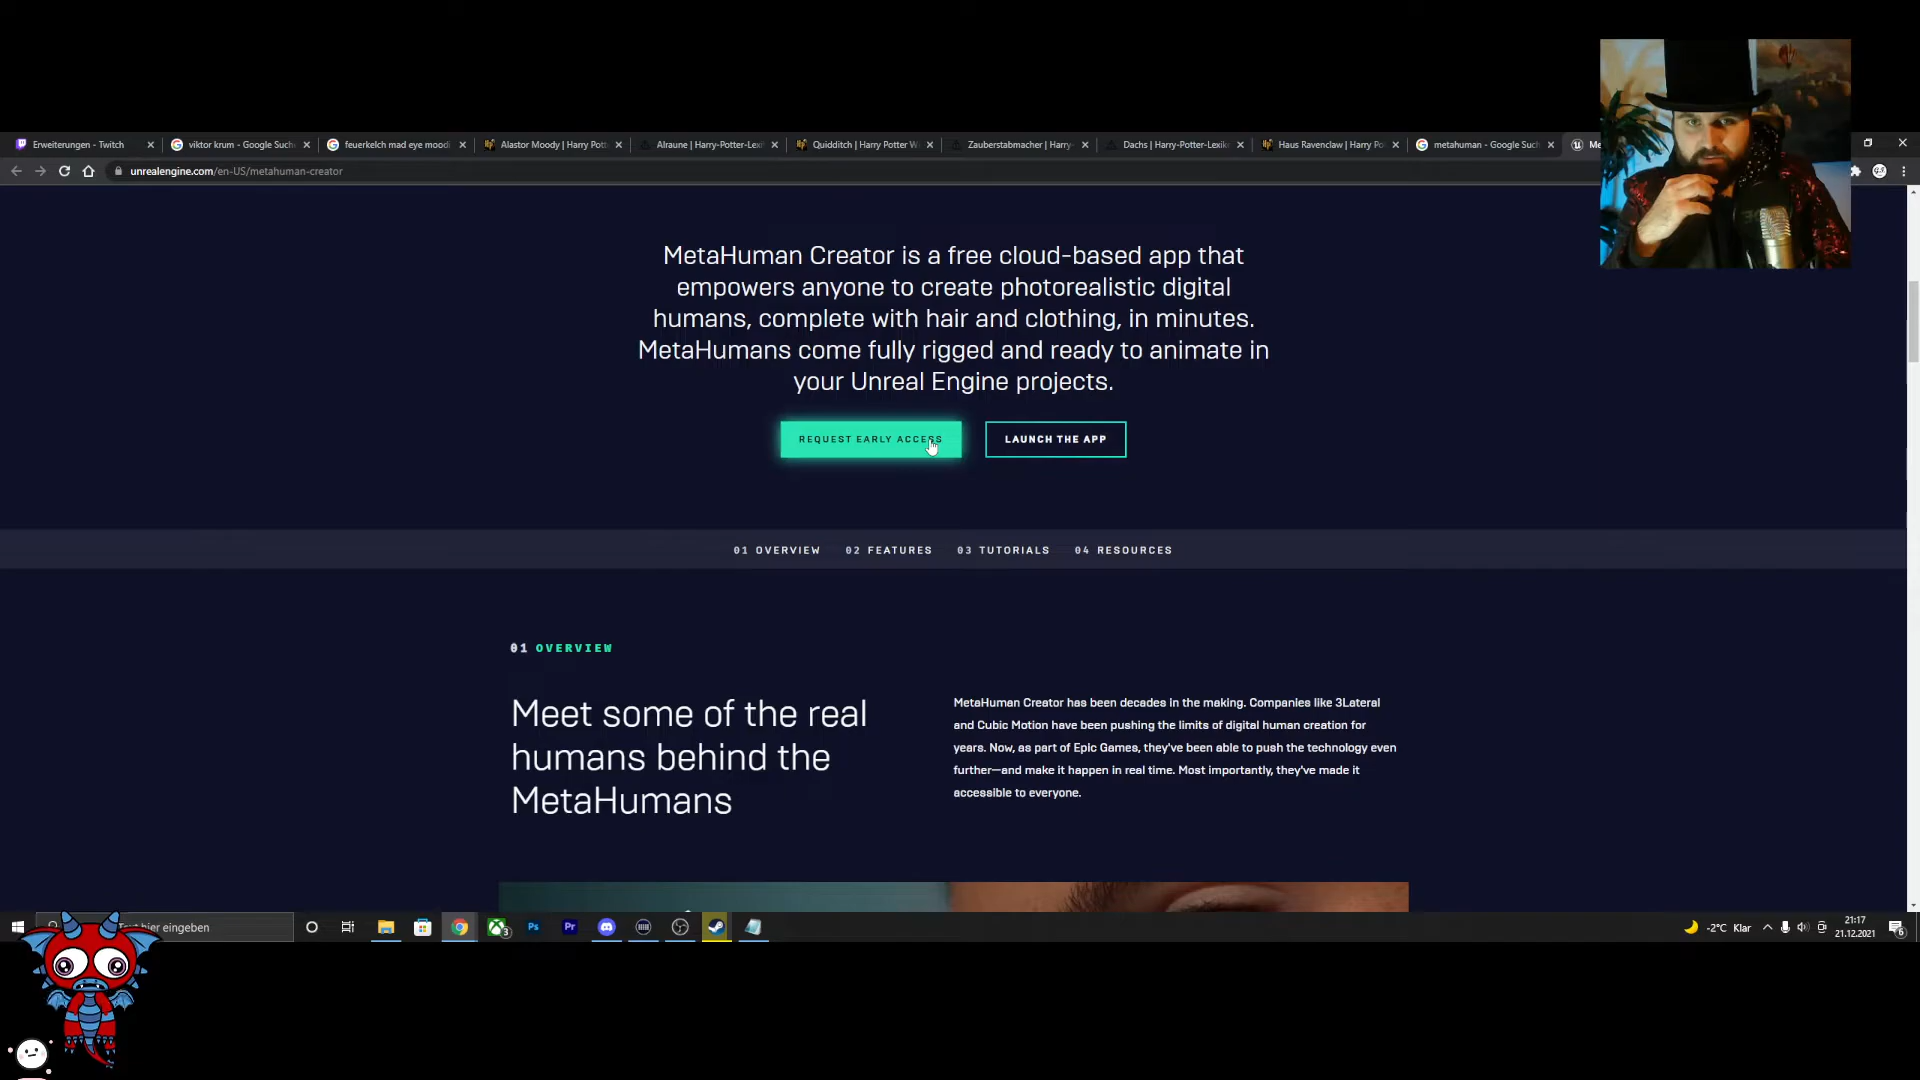 Erweiterungen - Twitch
viktor krum - Google Such
feuerkelch mad eye moodi
Alastor Moody | Harry Pott
Alraune | Harry-Potter-Lexi
Quidditch | Harry Potter W
Zauberstabmacher | Harry-
Dachs | Harry-Potter-Lexik
Haus Ravenclaw | Harry Po
metahuman - Google Such
Me
unrealengine.com/en-US/metahuman-creator
MetaHuman Creator is a free cloud-based app that
empowers anyone to create photorealistic digital
humans, complete with hair and clothing, in minutes.
MetaHumans come fully rigged and ready to animate in
your Unreal Engine projects.
REQUEST EARLY ACCESS
LAUNCH THE APP
01 OVERVIEW
02 FEATURES
03 TUTORIALS
04 RESOURCES
01 OVERVIEW
Meet some of the real
humans behind the
MetaHumans
MetaHuman Creator has been decades in the making. Companies like 3Lateral
and Cubic Motion have been pushing the limits of digital human creation for
years. Now, as part of Epic Games, they've been able to push the technology even
further—and make it happen in real time. Most importantly, they've made it
accessible to everyone.
hier eingeben
3
Ps
Pr
-2°C Klar
21:17
21.12.2021
6